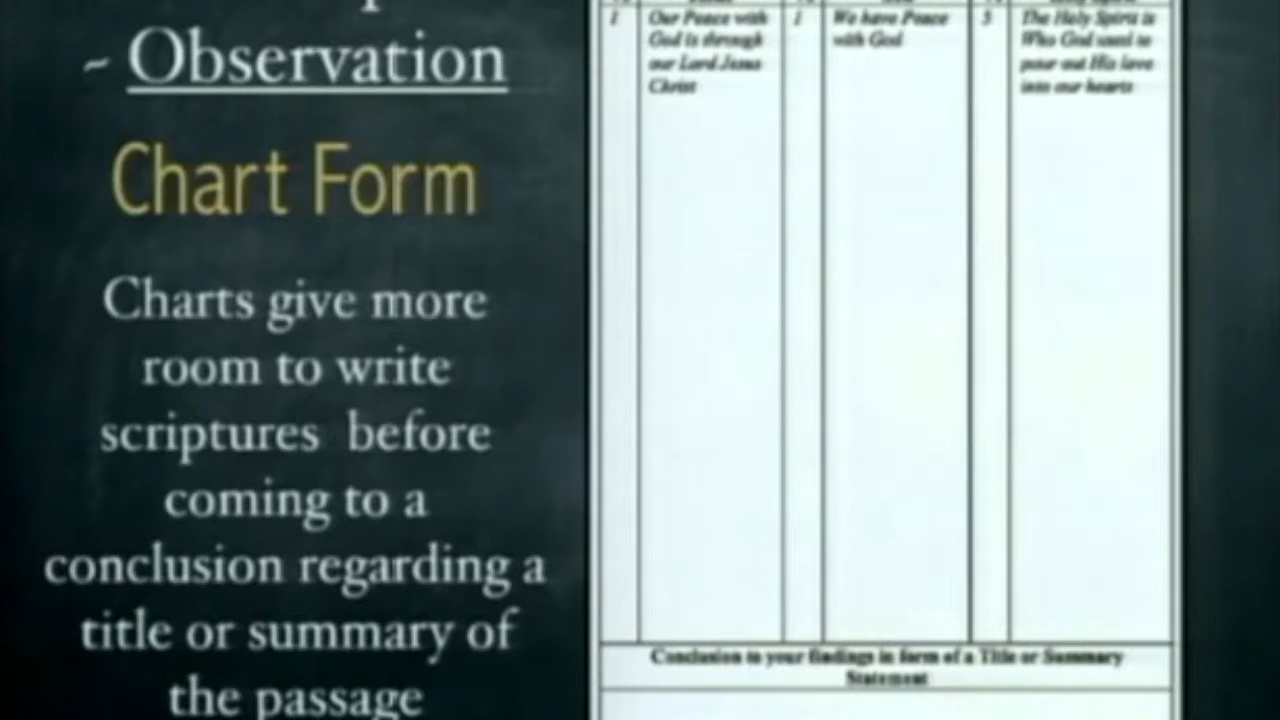 ~ Observation
Chart Form
Charts give more
room to write
scriptures before
coming to a
conclusion regarding a
title or summary of
the passage
1
Our Peace with
God is through
our Lord Jesus
Christ
1
We have Peace
with God
5
The Holy Spirit is
Who God used to
pour out His love
into our hearts
Conclusion to your findings in form of a Title or Summary
Statement